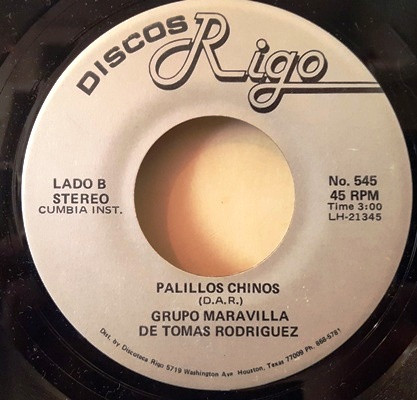 DISCOS Rigo
LADO B
STEREO
CUMBIA INST.
No. 545
45 RPM
Time 3:00
LH-21345
PALILLOS CHINOS
(D.A.R.)
GRUPO MARAVILLA
DE TOMAS RODRIGUEZ
Dist. by Discoteca Rigo 5719 Washington Ave Houston, Texas 77009 Ph. 868-5781